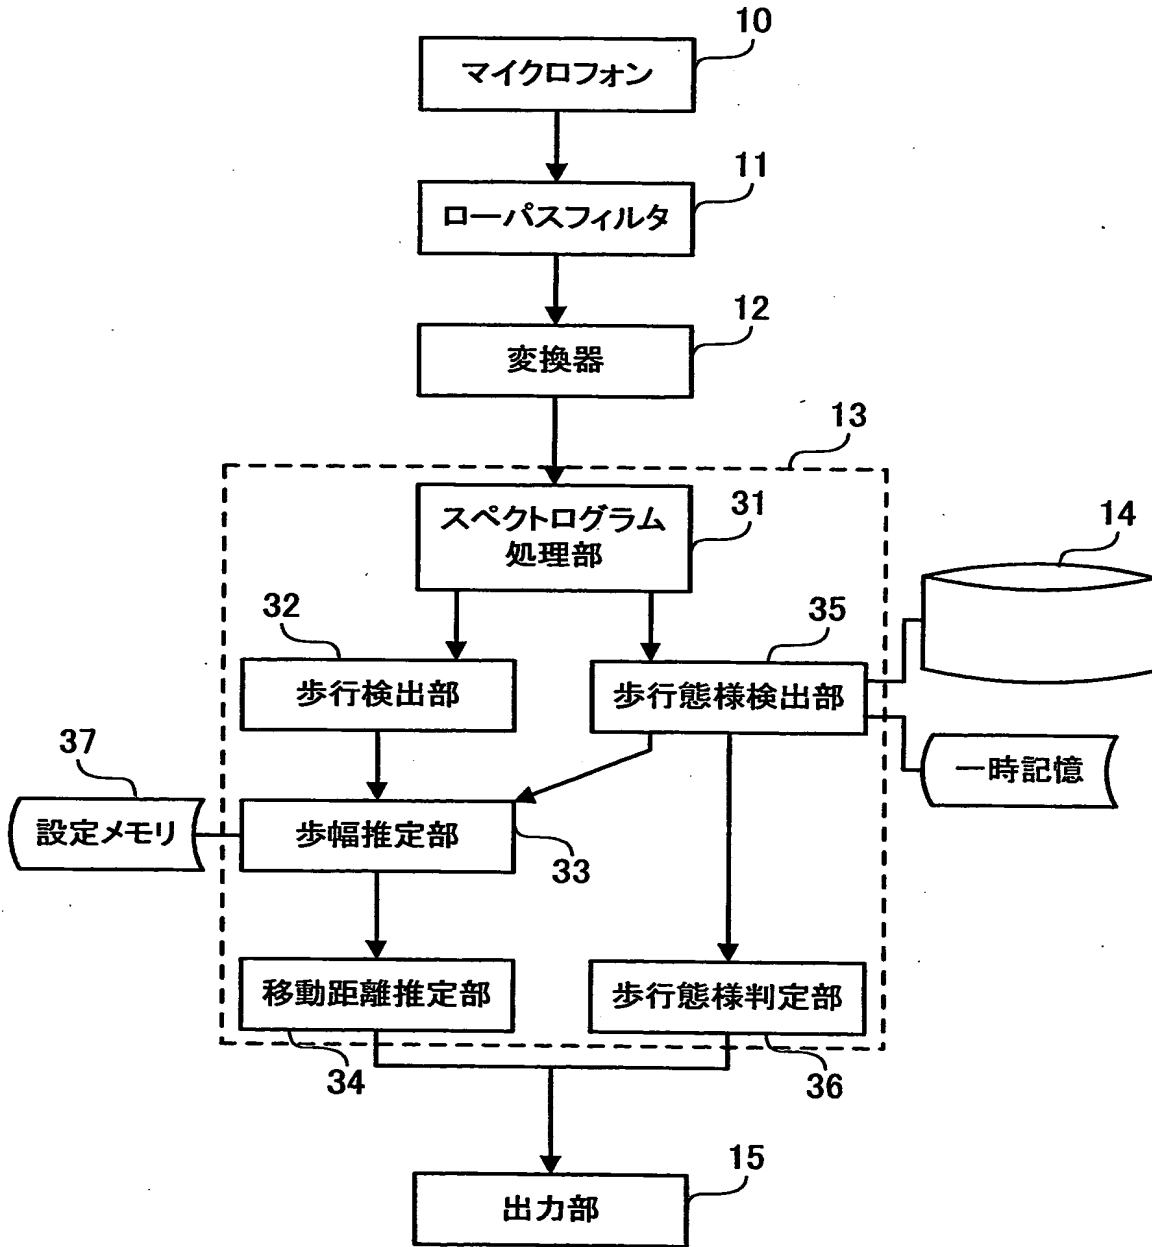 10
マイクロフォン
11
ローパスフィルタ
12
変換器
13
31
スペクトログラム
処理部
14
32
35
歩行検出部
歩行態様検出部
37
一時記憶
設定メモリ
歩幅推定部
33
移動距離推定部
歩行態様判定部
34
36
15
出力部